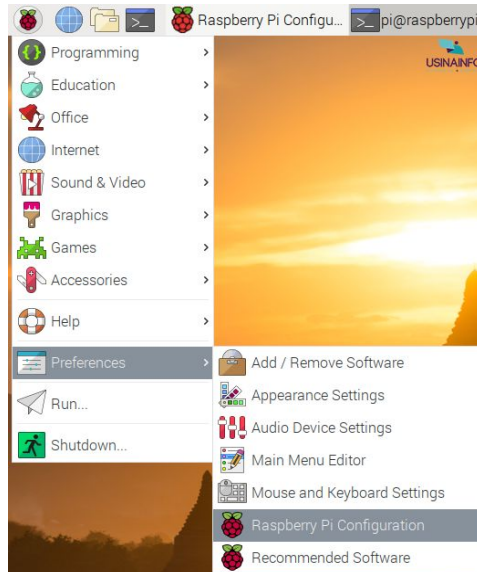 Raspberry Pi Configu... pi@raspberrypi
USINAINFO
Programming
Education
Office
Internet
Sound & Video
Graphics
Games
Accessories
Help
Preferences
Run...
Shutdown...
Add / Remove Software
Appearance Settings
Audio Device Settings
Main Menu Editor
Mouse and Keyboard Settings
Raspberry Pi Configuration
Recommended Software